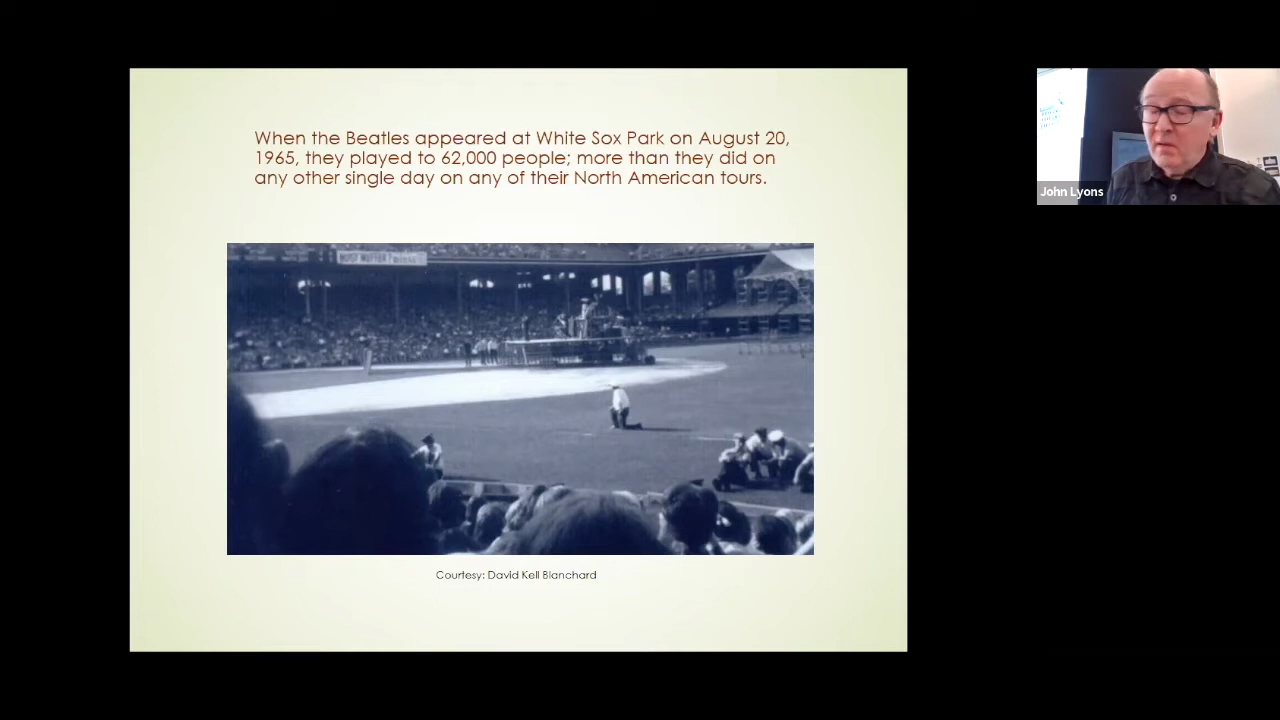 When the Beatles appeared at White Sox Park on August 20,
1965, they played to 62,000 people; more than they did on
any other single day on any of their North American tours.
John Lyons
Courtesy: David Kell Blanchard